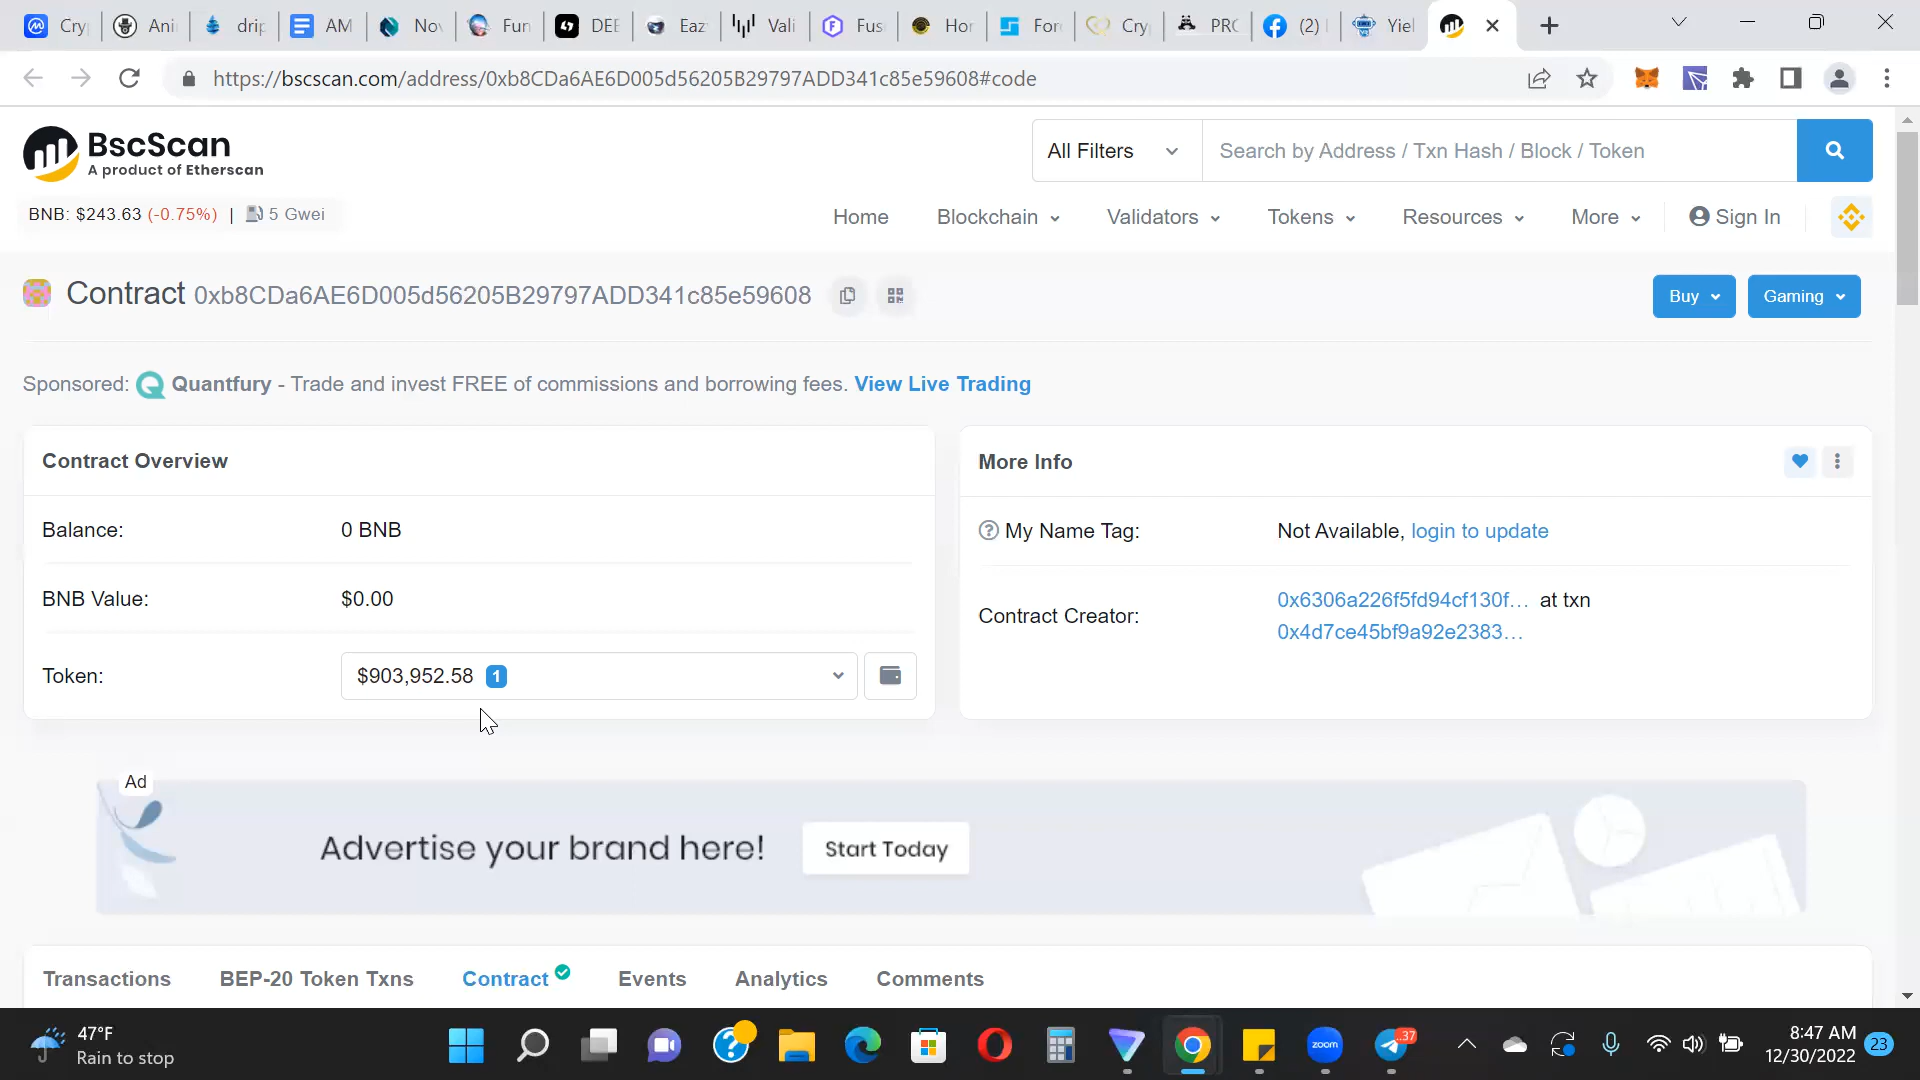 Cry
Ani
drip
AM
Nov
Fun
DEE
Eaz
Vali
Fus
Hor
For
Cry
PRO
(2)
Yiel
https://bscscan.com/address/0xb8CDa6AE6D005d56205B29797ADD341c85e59608#code
BscScan
A product of Etherscan
All Filters
Search by Address / Txn Hash / Block / Token
BNB: $243.63 (-0.75%) | 5 Gwei
Home
Blockchain
Validators
Tokens
Resources
More
Sign In
Contract 0xb8CDa6AE6D005d56205B29797ADD341c85e59608
Buy
Gaming
Sponsored: Quantfury - Trade and invest FREE of commissions and borrowing fees. View Live Trading
Contract Overview
Balance: 0 BNB
BNB Value: $0.00
Token: $903,952.58 1
More Info
My Name Tag: Not Available, login to update
Contract Creator: 0x6306a226f5fd94cf130f... at txn
0x4d7ce45bf9a92e2383...
Ad
Advertise your brand here!
Start Today
Transactions
BEP-20 Token Txns
Contract
Events
Analytics
Comments
47°F
Rain to stop
zoom
37
8:47 AM
12/30/2022
23